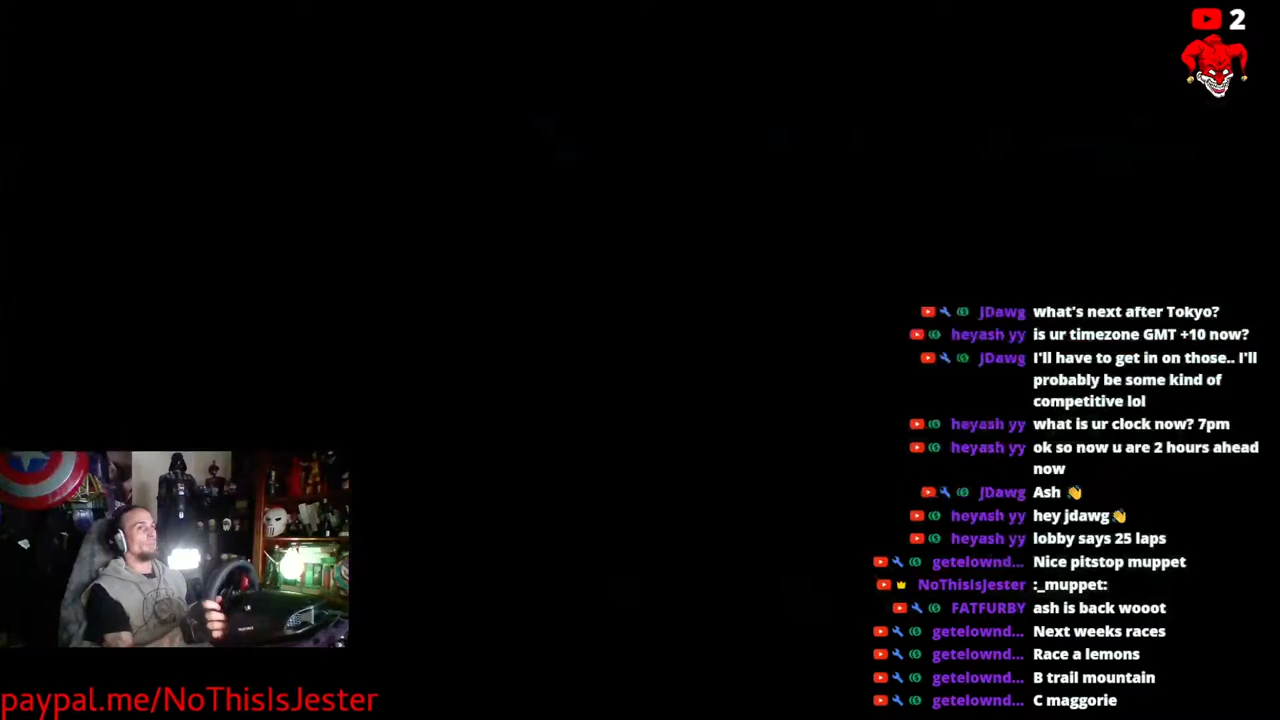 2
JDawg what's next after Tokyo?
heyash yy is ur timezone GMT +10 now?
JDawg I'll have to get in on those.. I'll
probably be some kind of
competitive lol
heyash yy what is ur clock now? 7pm
heyash yy ok so now u are 2 hours ahead
now
JDawg Ash 👋
heyash yy hey jdawg👋
heyash yy lobby says 25 laps
getelownd... Nice pitstop muppet
NoThisIsJester :_muppet:
FATFURBY ash is back wooot
getelownd... Next weeks races
getelownd... Race a lemons
getelownd... B trail mountain
getelownd... C maggorie
paypal.me/NoThisIsJester